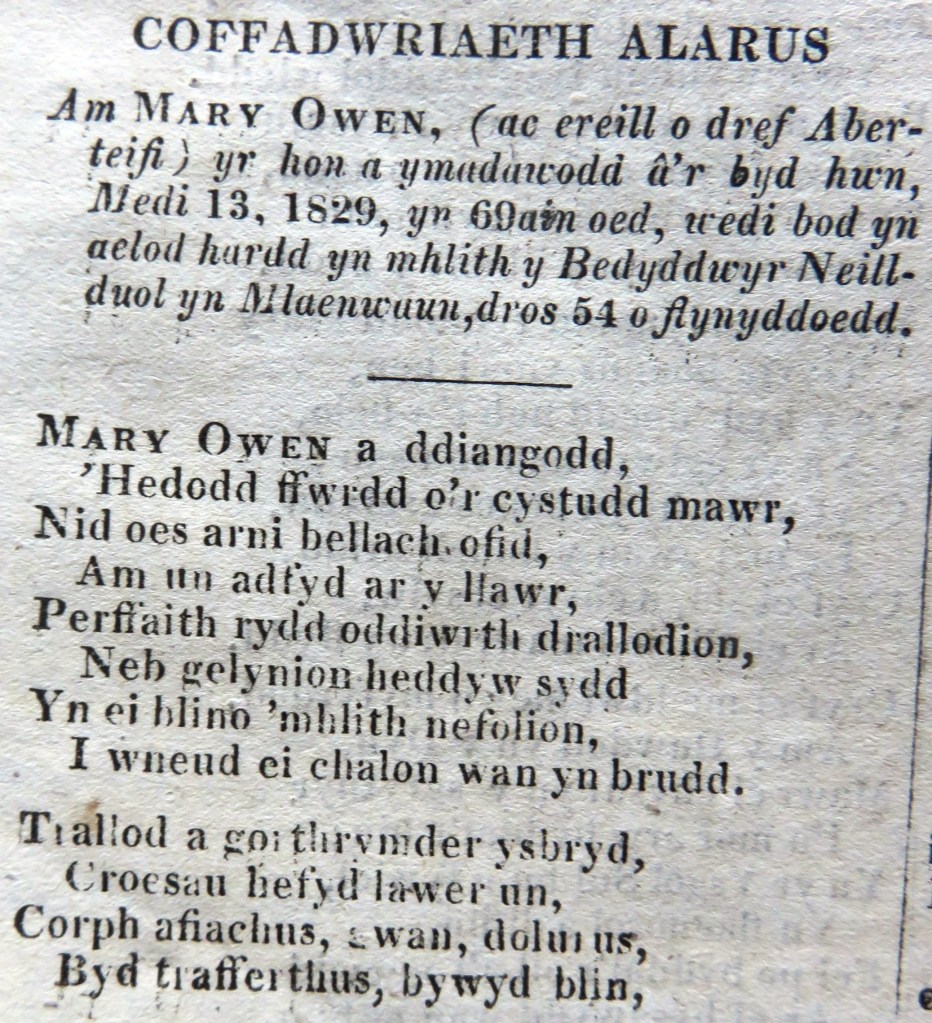 COFFADWRIAETH ALARUS
Am MARY OWEN, (ac ereill o dref Aber-
teifi) yr hon a ymadawodd â'r byd hwn,
Medi 13, 1829, yn 69ain oed, wedi bod yn
aelod hardd yn mhlith y Bedyddwyr Neill-
duol yn Mlaenwaun, dros 54 o flynyddoedd.
MARY OWEN a ddiangodd,
'Hedodd ffwrdd o'r cystudd mawr,
Nid oes arni bellach ofid,
Am un adfyd ar y llawr,
Perffaith rydd oddiwrth drallodion,
Neb gelynion heddyw sydd
Yn ei blino 'mhlith nefolion,
I wneud ei chalon wan yn brudd.
Trallod a gorthrymder ysbryd,
Croesau hefyd lawer un,
Corph afiachus, gwan, dolurus,
Byd trafferthus, bywyd blin,